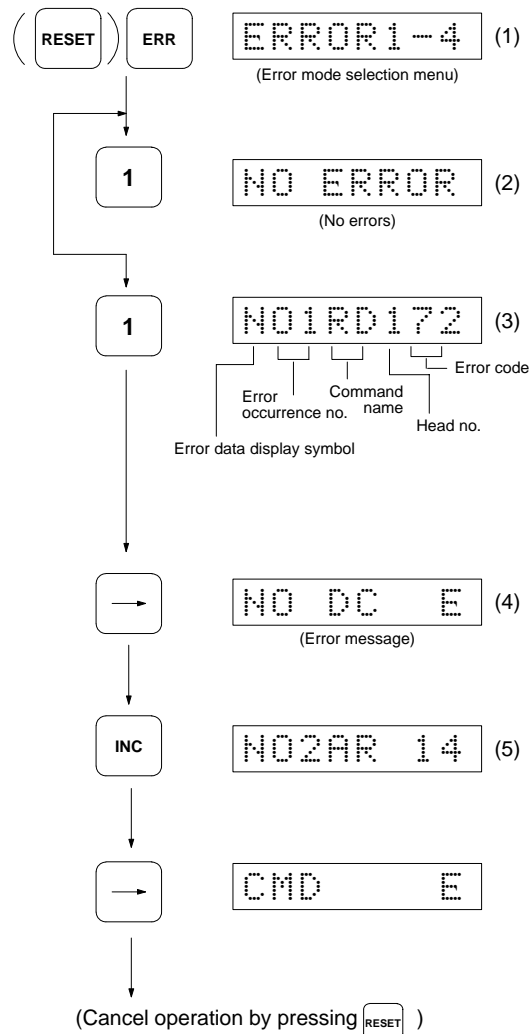 ( RESET ) ERR ERROR1-4 (1)
(Error mode selection menu)
1 NO ERROR (2)
(No errors)
1 N01RD172 (3)
Error code
Error occurrence no.
Command name
Head no.
Error data display symbol
→ NO DC E (4)
(Error message)
INC N02AR 14 (5)
→ CMD E
(Cancel operation by pressing RESET )